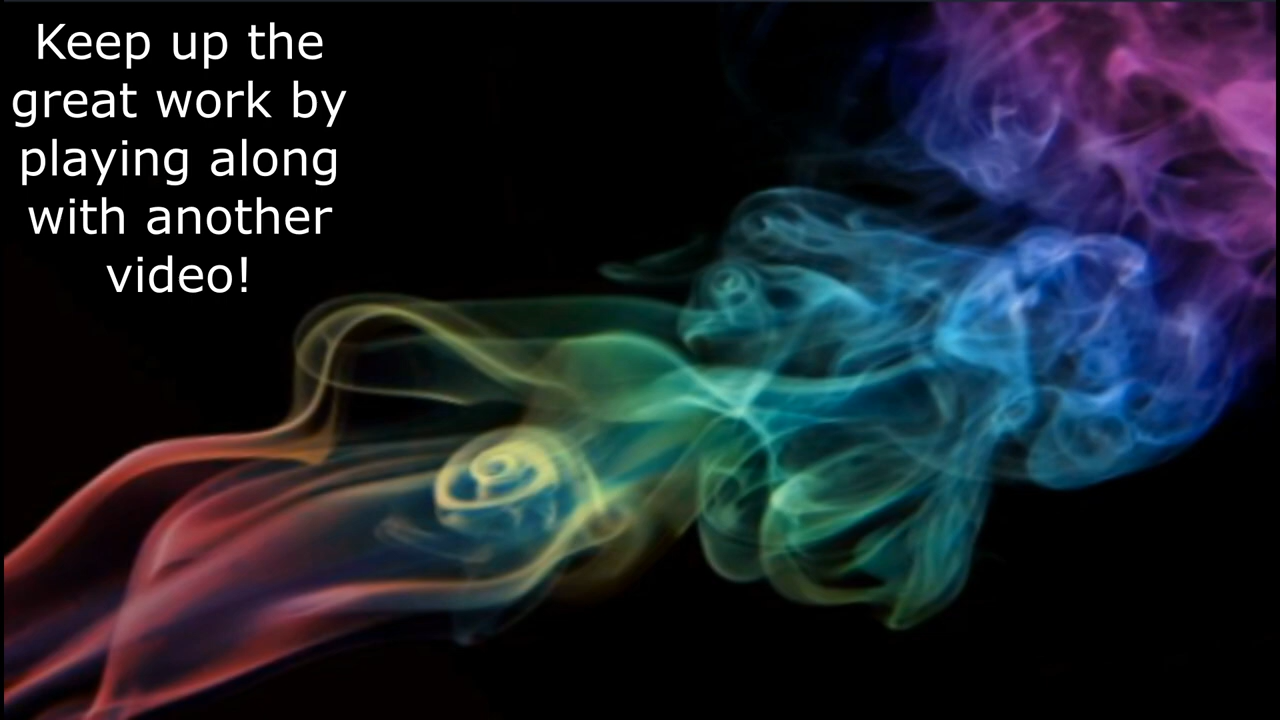 Keep up the
great work by
playing along
with another
video!